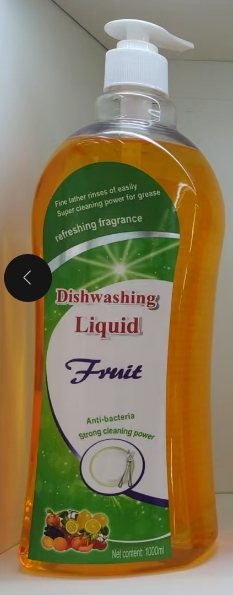 Fine lather rinses of easily
Super cleaning power for grease
refreshing fragrance
Dishwashing
Liquid
Fruit
Anti-bacteria
Strong cleaning power
Net content: 1000ml